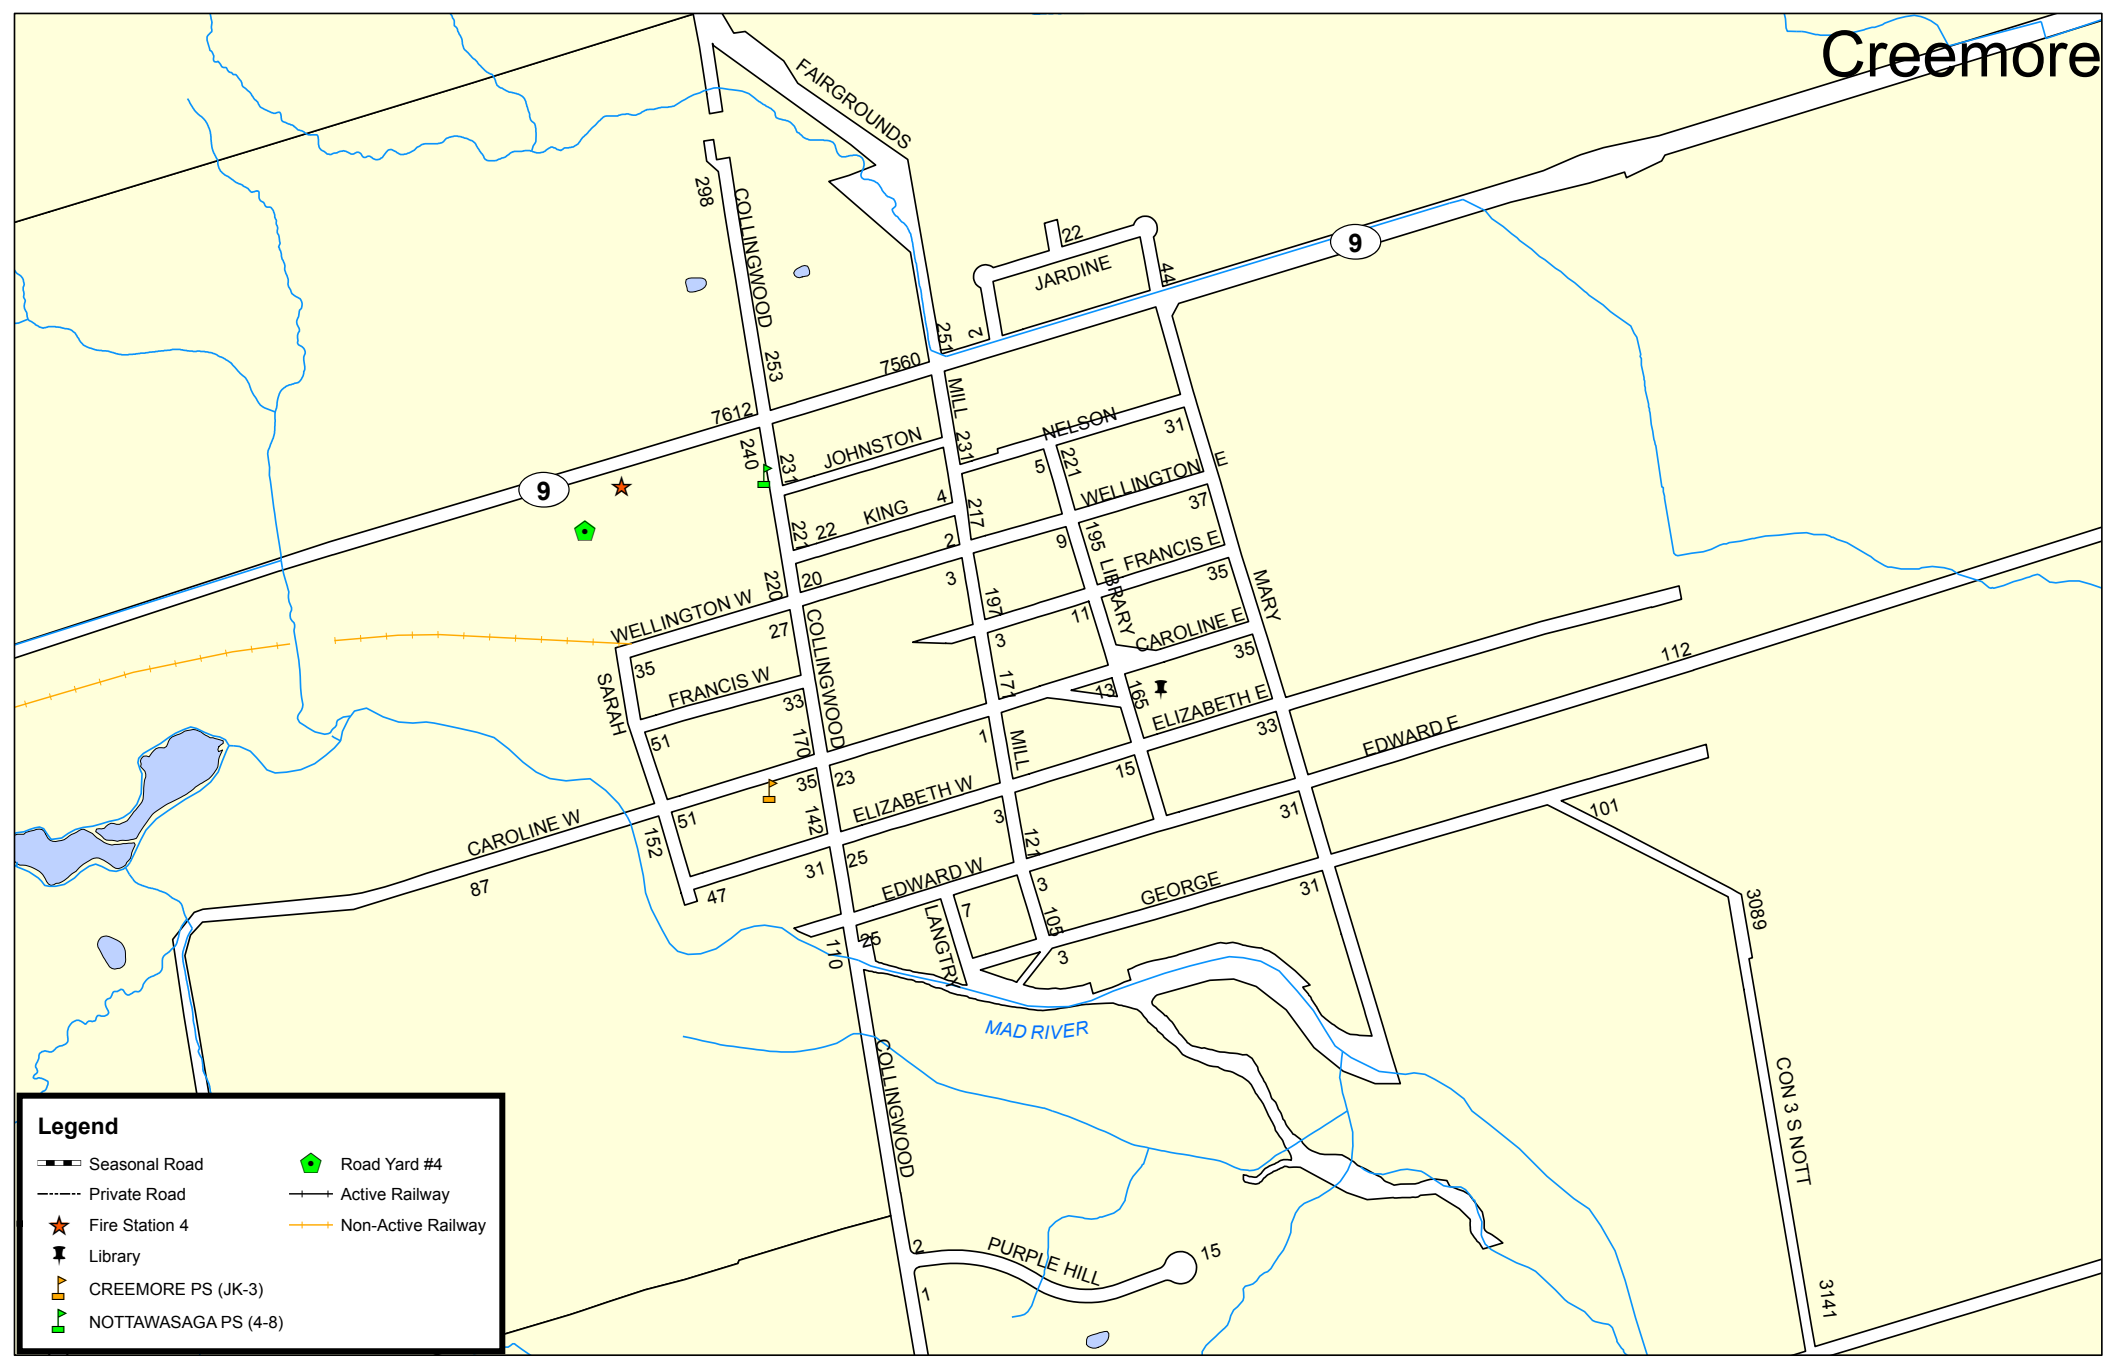 Creemore
FAIRGROUNDS
298
COLLINGWOOD
22
JARDINE
44
9
2
251
253
7560
7612
MILL
240
231
JOHNSTON
231
NELSON
31
5
221
WELLINGTON E
9
4
217
37
KING
22
221
195
FRANCIS E
2
9
35
220
20
3
LIBRARY
MARY
WELLINGTON W
197
11
27
COLLINGWOOD
3
CAROLINE E
35
35
SARAH
FRANCIS W
33
171
13
165
ELIZABETH E
112
51
170
1
MILL
33
EDWARD E
35
23
15
ELIZABETH W
51
142
3
31
101
CAROLINE W
152
121
87
31
25
EDWARD W
3
GEORGE
31
47
7
105
3089
LANGTRY
25
110
3
MAD RIVER
COLLINGWOOD
CON 3 S NOTT
2
PURPLE HILL
15
1
3141
Legend
Seasonal Road
Road Yard #4
Private Road
Active Railway
Fire Station 4
Non-Active Railway
Library
CREEMORE PS (JK-3)
NOTTAWASAGA PS (4-8)